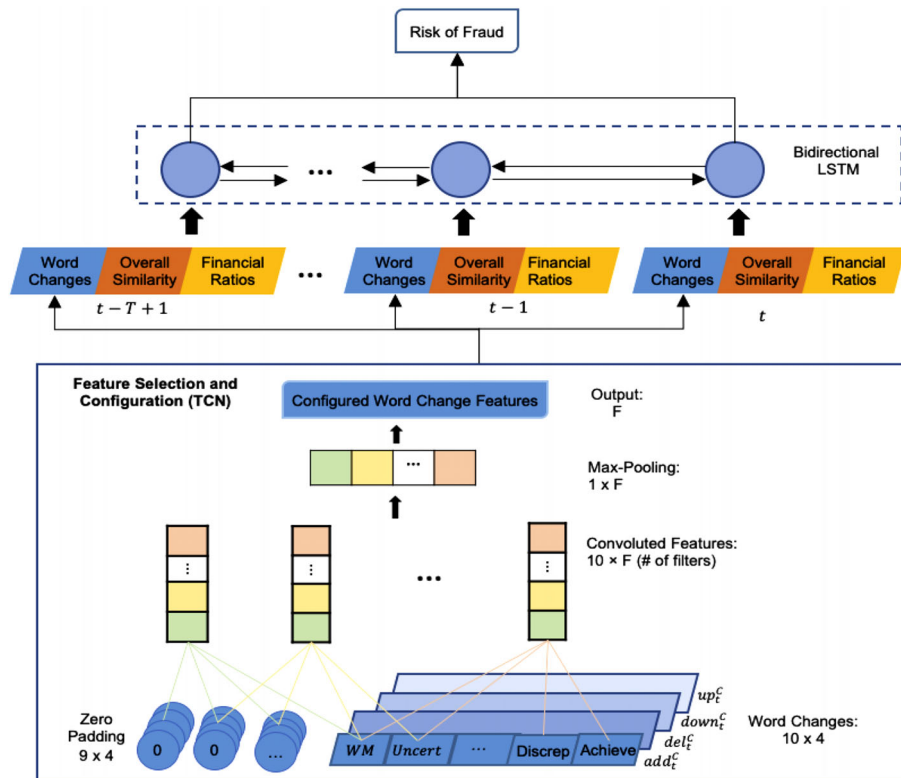 Risk of Fraud
Bidirectional
LSTM
...
Word
Changes
Overall
Similarity
Financial
Ratios
...
Word
Changes
Overall
Similarity
Financial
Ratios
Word
Changes
Overall
Similarity
Financial
Ratios
t − T + 1
t − 1
t
Feature Selection and
Configuration (TCN)
Configured Word Change Features
Output:
F
...
Max-Pooling:
1 x F
Convoluted Features:
10 × F (# of filters)
...
Zero
Padding
9 x 4
0
0
...
WM
Uncert
...
Discrep
Achieve
up_t^C
down_t^C
del_t^C
add_t^C
Word Changes:
10 x 4